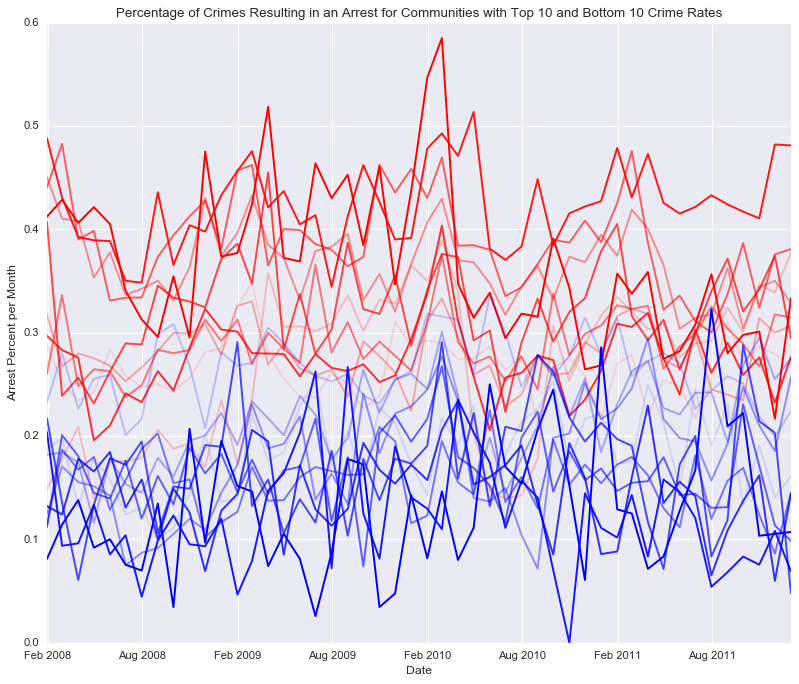 Percentage of Crimes Resulting in an Arrest for Communities with Top 10 and Bottom 10 Crime Rates
0.6
0.5
0.4
0.3
0.2
0.1
0.0
Arrest Percent per Month
Feb 2008 Aug 2008 Feb 2009 Aug 2009 Feb 2010 Aug 2010 Feb 2011 Aug 2011
Date